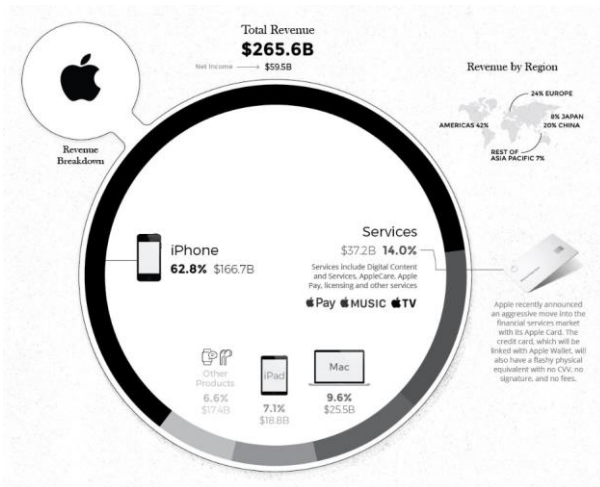 Total Revenue
$265.6B
Net Income $59.5B
Revenue
Breakdown
Revenue by Region
24% EUROPE
8% JAPAN
20% CHINA
AMERICAS 42%
REST OF
ASIA PACIFIC 7%
iPhone
62.8% $166.7B
Services
$37.2B 14.0%
Services include Digital Content
and Services, AppleCare, Apple
Pay, licensing and other services
Pay MUSIC TV
Other
Products
6.6%
$17.4B
iPad
7.1%
$18.8B
Mac
9.6%
$25.5B
Apple recently announced
an aggressive move into the
financial services market
with its Apple Card. The
credit card, which will be
linked with Apple Wallet, will
also have a flashy physical
equivalent with no CVV, no
signature, and no fees.